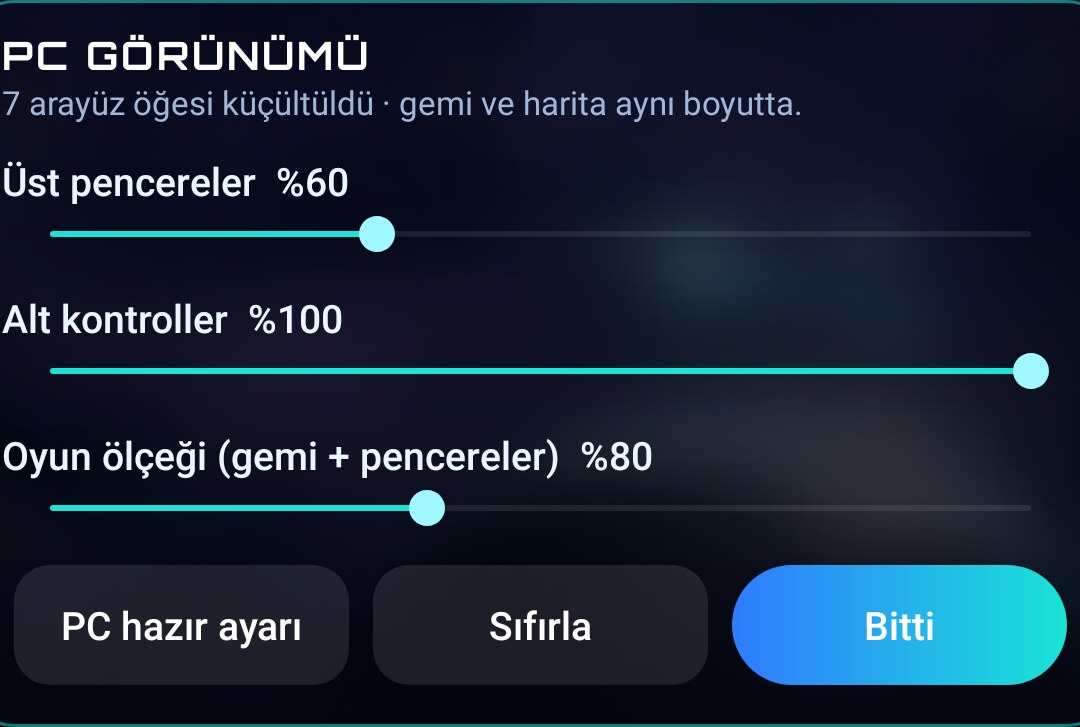 PC GÖRÜNÜMÜ
7 arayüz öğesi küçültüldü · gemi ve harita aynı boyutta.
Üst pencereler %60
Alt kontroller %100
Oyun ölçeği (gemi + pencereler) %80
PC hazır ayarı
Sıfırla
Bitti